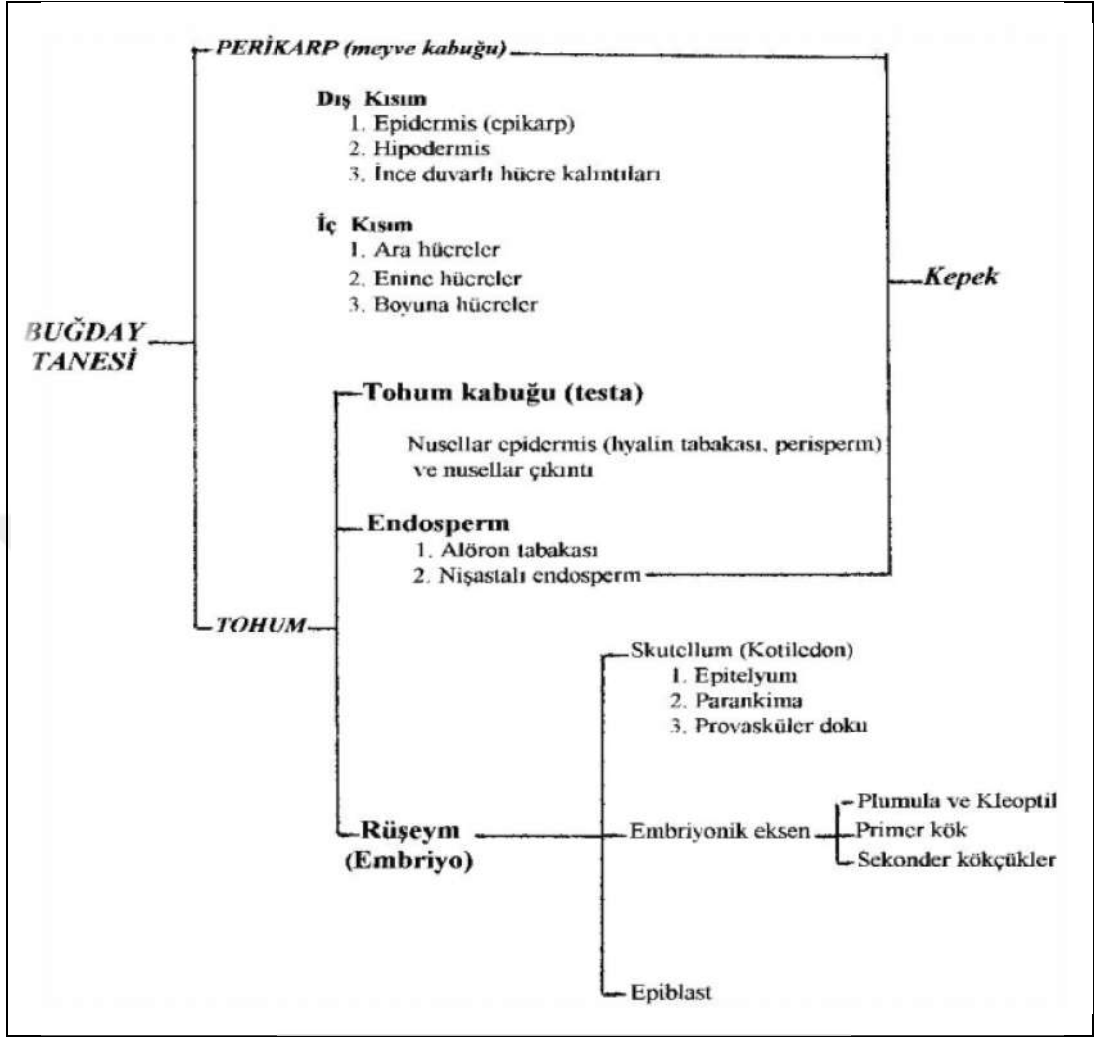 PERİKARP (meyve kabuğu)
Dış Kısım
1. Epidermis (epikarp)
2. Hipodermis
3. İnce duvarlı hücre kalıntıları
İç Kısım
1. Ara hücreler
2. Enine hücreler
3. Boyuna hücreler
Kepek
BUĞDAY
TANESİ
Tohum kabuğu (testa)
Nusellar epidermis (hyalin tabakası, perisperm)
ve nusellar çıkıntı
Endosperm
1. Alöron tabakası
2. Nişastalı endosperm
TOHUM
Skutellum (Kotiledon)
1. Epitelyum
2. Parankima
3. Provasküler doku
Rüşeym
(Embriyo)
Embriyonik eksen
Plumula ve Kleoptil
Primer kök
Sekonder kökçükler
Epiblast